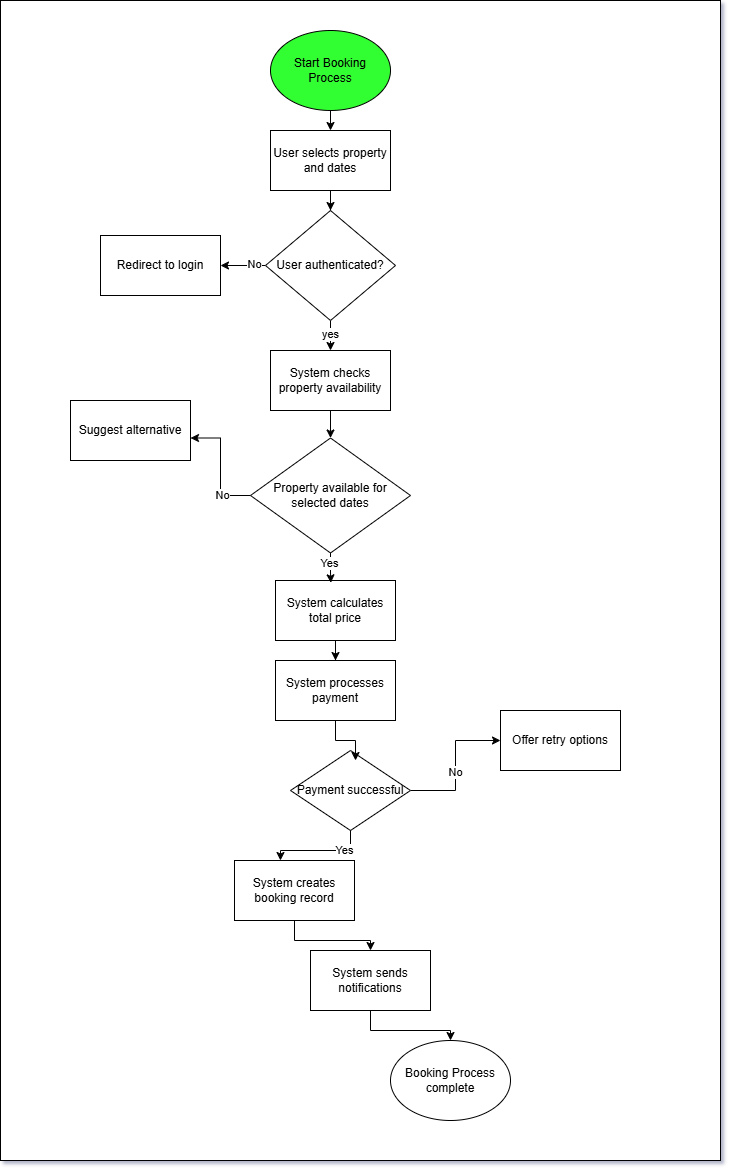 Start Booking
Process
User selects property
and dates
Redirect to login
No
User authenticated?
yes
System checks
property availability
Suggest alternative
No
Property available for
selected dates
Yes
System calculates
total price
System processes
payment
Offer retry options
No
Payment successful
Yes
System creates
booking record
System sends
notifications
Booking Process
complete